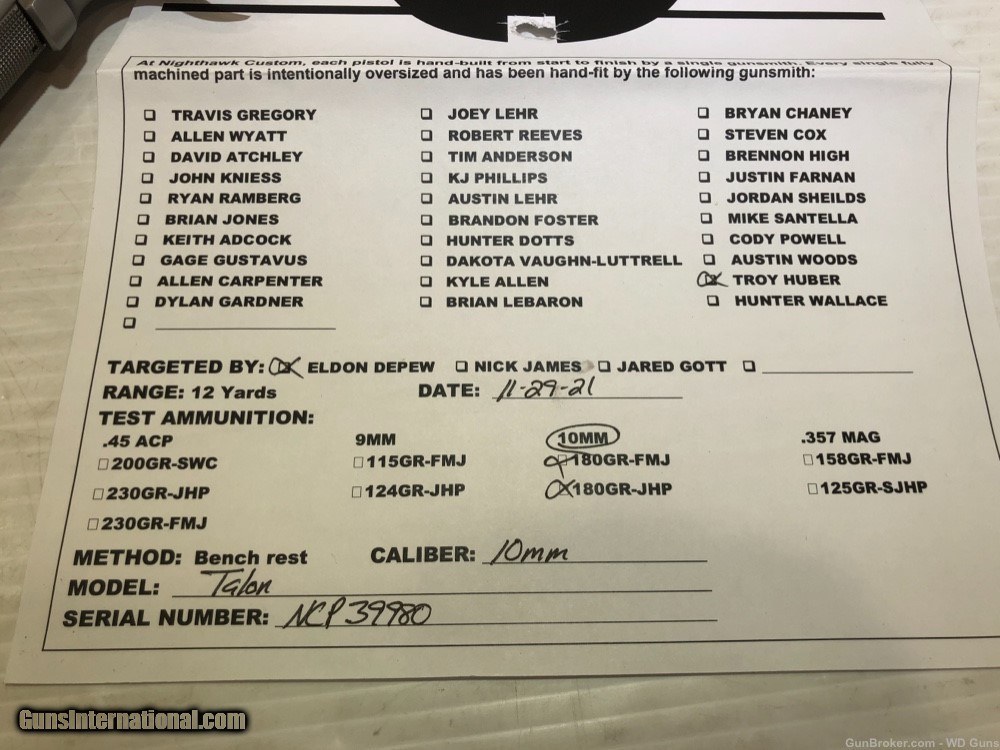 At Nighthawk Custom, each pistol is hand-built from start to finish by a single gunsmith. Every single fully
machined part is intentionally oversized and has been hand-fit by the following gunsmith:
TRAVIS GREGORY JOEY LEHR BRYAN CHANEY
ALLEN WYATT ROBERT REEVES STEVEN COX
DAVID ATCHLEY TIM ANDERSON BRENNON HIGH
JOHN KNIESS KJ PHILLIPS JUSTIN FARNAN
RYAN RAMBERG AUSTIN LEHR JORDAN SHEILDS
BRIAN JONES BRANDON FOSTER MIKE SANTELLA
KEITH ADCOCK HUNTER DOTTS CODY POWELL
GAGE GUSTAVUS DAKOTA VAUGHN-LUTTRELL AUSTIN WOODS
ALLEN CARPENTER KYLE ALLEN TROY HUBER
DYLAN GARDNER BRIAN LEBARON HUNTER WALLACE
TARGETED BY: ELDON DEPEW NICK JAMES JARED GOTT
RANGE: 12 Yards DATE: 11-29-21
TEST AMMUNITION:
.45 ACP 9MM 10MM .357 MAG
200GR-SWC 115GR-FMJ 180GR-FMJ 158GR-FMJ
230GR-JHP 124GR-JHP 180GR-JHP 125GR-SJHP
230GR-FMJ
METHOD: Bench rest CALIBER: 10mm
MODEL: Talon
SERIAL NUMBER: NCP39980
GunsInternational.com
GunBroker.com - WD Guns